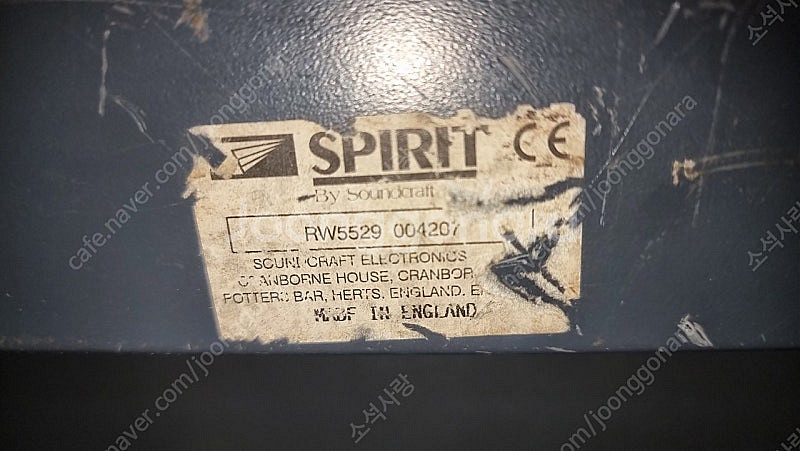 SPIRIT CE
By Soundcraft
RW5529 004207
SOUNDCRAFT ELECTRONICS
CRANBORNE HOUSE, CRANBOR
POTTERS BAR, HERTS, ENGLAND, E
MADE IN ENGLAND
cafe.naver.com/joonggonara
소석사랑